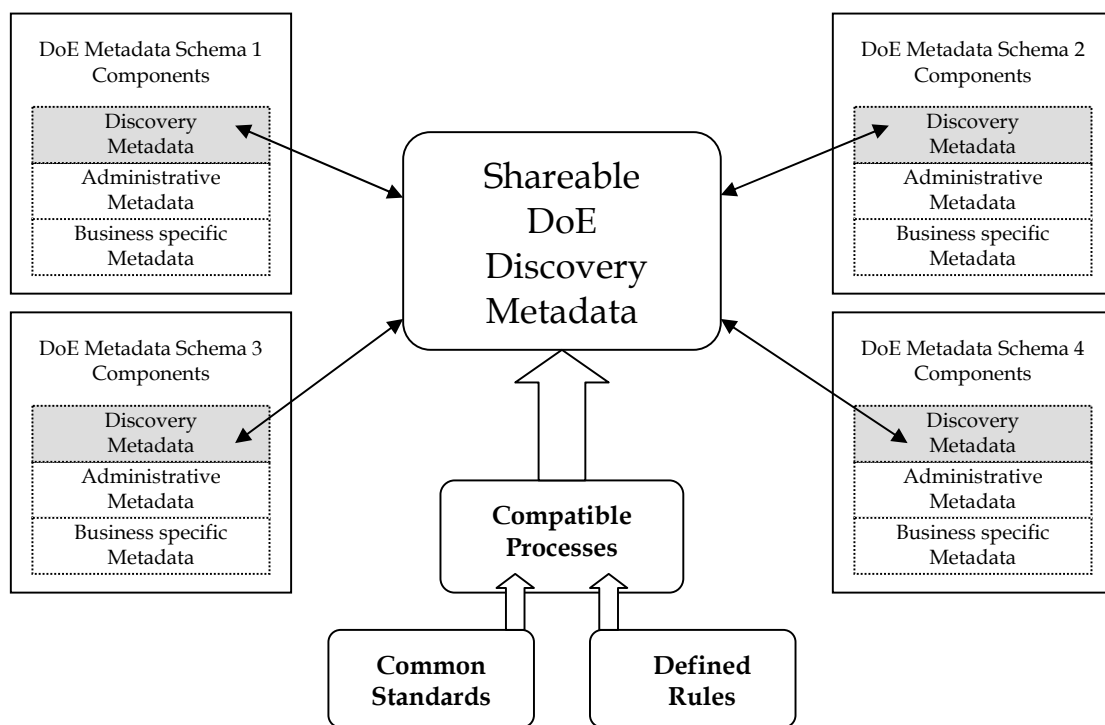 DoE Metadata Schema 1
Components
Discovery
Metadata
Administrative
Metadata
Business specific
Metadata
DoE Metadata Schema 2
Components
Discovery
Metadata
Administrative
Metadata
Business specific
Metadata
Shareable
DoE
Discovery
Metadata
DoE Metadata Schema 3
Components
Discovery
Metadata
Administrative
Metadata
Business specific
Metadata
DoE Metadata Schema 4
Components
Discovery
Metadata
Administrative
Metadata
Business specific
Metadata
Compatible
Processes
Common
Standards
Defined
Rules